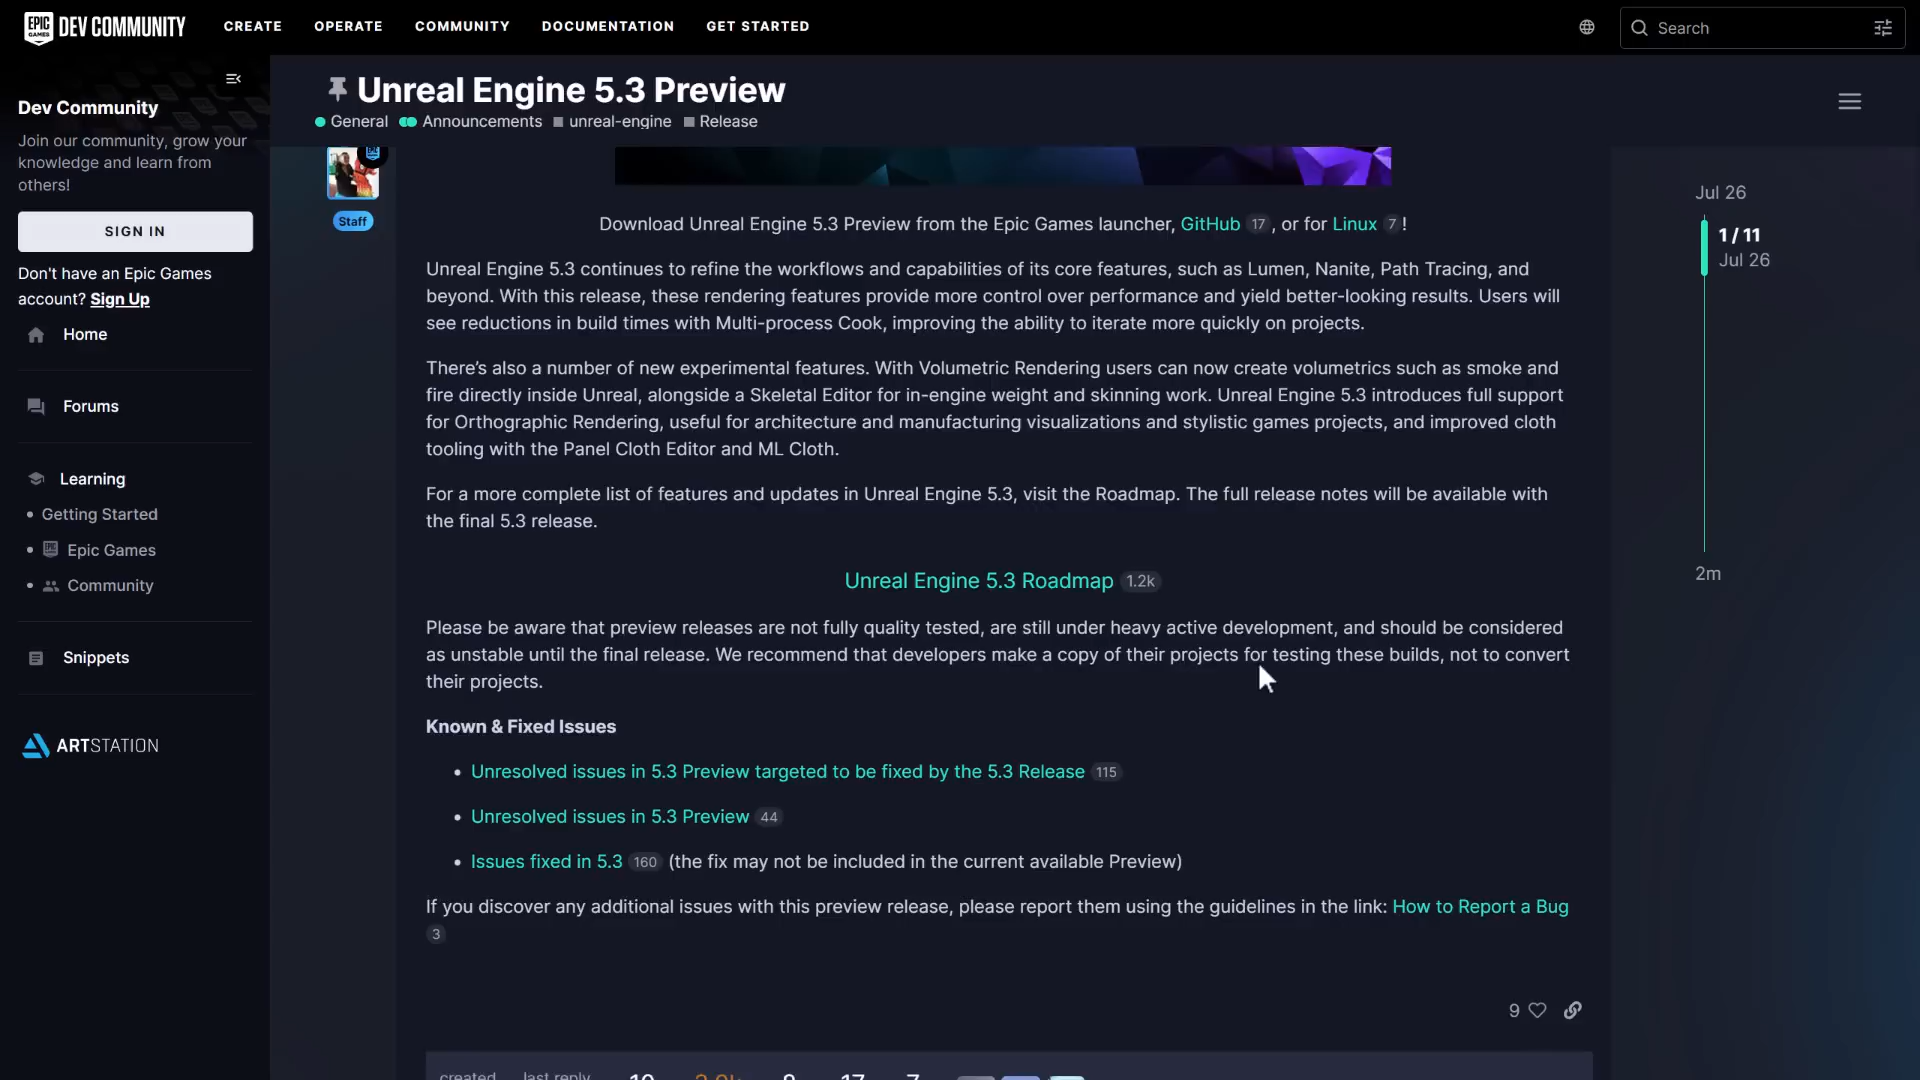 EPIC GAMES DEV COMMUNITY CREATE OPERATE COMMUNITY DOCUMENTATION GET STARTED Search
Dev Community
Join our community, grow your
knowledge and learn from
others!
SIGN IN
Don't have an Epic Games
account? Sign Up
Home
Forums
Learning
Getting Started
Epic Games
Community
Snippets
ARTSTATION
Unreal Engine 5.3 Preview
General Announcements unreal-engine Release
Staff
Download Unreal Engine 5.3 Preview from the Epic Games launcher, GitHub 17 , or for Linux 7 !
Unreal Engine 5.3 continues to refine the workflows and capabilities of its core features, such as Lumen, Nanite, Path Tracing, and
beyond. With this release, these rendering features provide more control over performance and yield better-looking results. Users will
see reductions in build times with Multi-process Cook, improving the ability to iterate more quickly on projects.
There’s also a number of new experimental features. With Volumetric Rendering users can now create volumetrics such as smoke and
fire directly inside Unreal, alongside a Skeletal Editor for in-engine weight and skinning work. Unreal Engine 5.3 introduces full support
for Orthographic Rendering, useful for architecture and manufacturing visualizations and stylistic games projects, and improved cloth
tooling with the Panel Cloth Editor and ML Cloth.
For a more complete list of features and updates in Unreal Engine 5.3, visit the Roadmap. The full release notes will be available with
the final 5.3 release.
Unreal Engine 5.3 Roadmap 1.2k
Please be aware that preview releases are not fully quality tested, are still under heavy active development, and should be considered
as unstable until the final release. We recommend that developers make a copy of their projects for testing these builds, not to convert
their projects.
Known & Fixed Issues
• Unresolved issues in 5.3 Preview targeted to be fixed by the 5.3 Release 115
• Unresolved issues in 5.3 Preview 44
• Issues fixed in 5.3 160 (the fix may not be included in the current available Preview)
If you discover any additional issues with this preview release, please report them using the guidelines in the link: How to Report a Bug
3
9
created last reply 10 8 17 7
Jul 26
1 / 11
Jul 26
2m